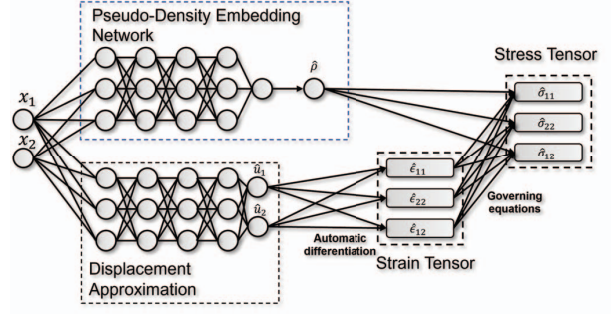 Pseudo-Density Embedding
Network
ρ̂
x₁
x₂
û₁
û₂
Displacement
Approximation
Automatic
differentiation
ϵ̂₁₁
ϵ̂₂₂
ϵ̂₁₂
Strain Tensor
Governing
equations
Stress Tensor
σ̂₁₁
σ̂₂₂
n̂₁₂